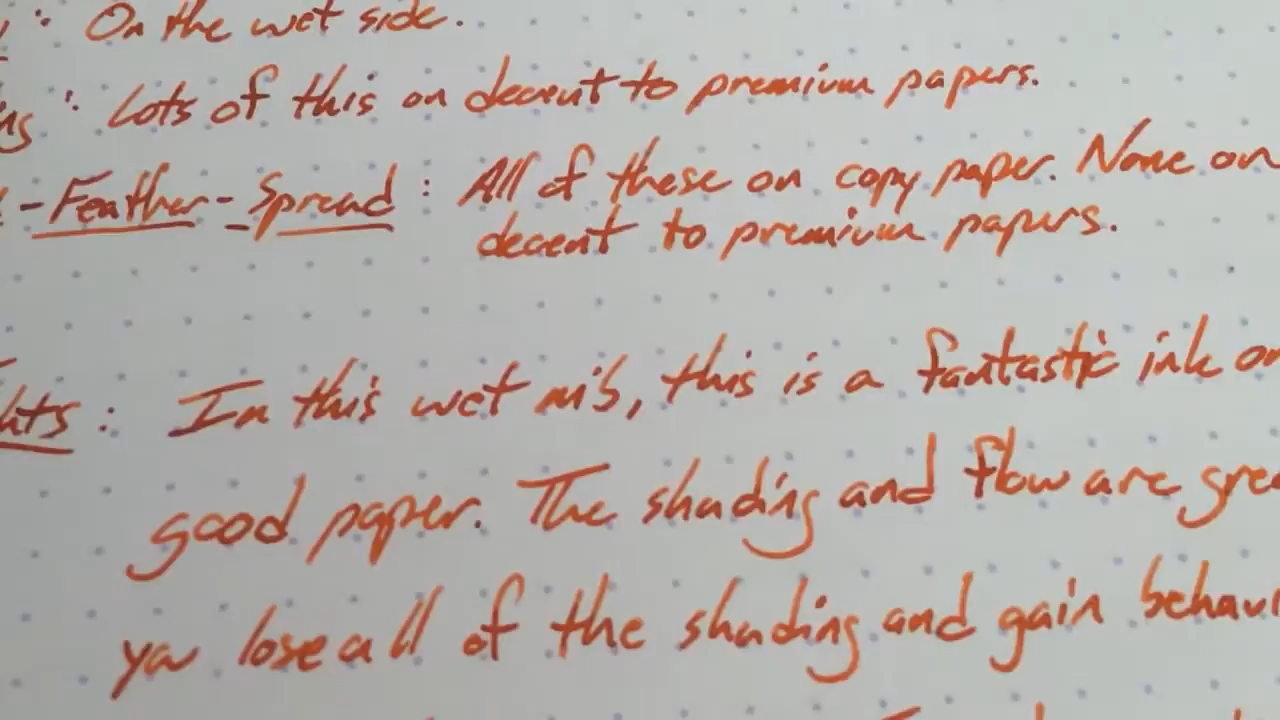 : On the wet side.
: Lots of this on decent to premium papers.
- Feather - Spread : All of these on copy paper. None on
decent to premium papers.
: In this wet nib, this is a fantastic ink on
good paper. The shading and flow are
you lose all of the shading and gain